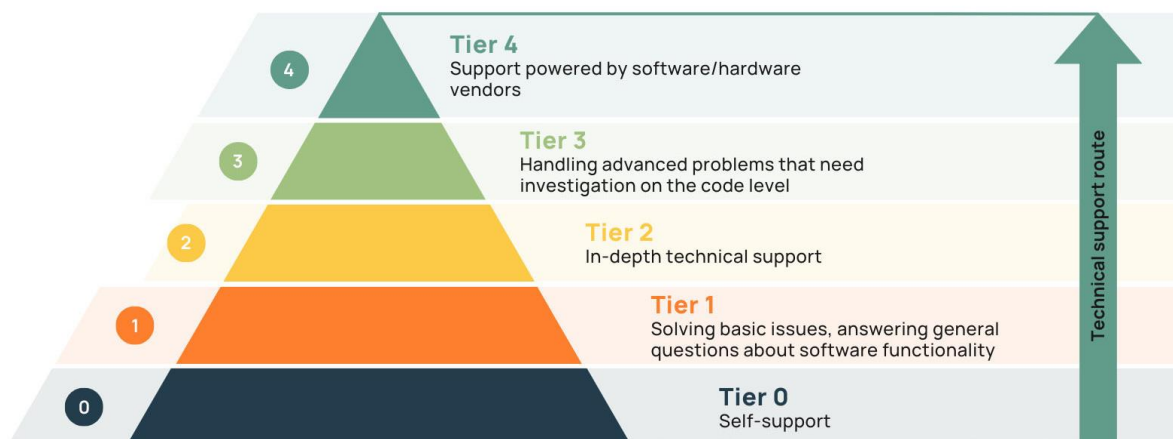 4
Tier 4
Support powered by software/hardware
vendors
3
Tier 3
Handling advanced problems that need
investigation on the code level
2
Tier 2
In-depth technical support
1
Tier 1
Solving basic issues, answering general
questions about software functionality
0
Tier 0
Self-support
Technical support route